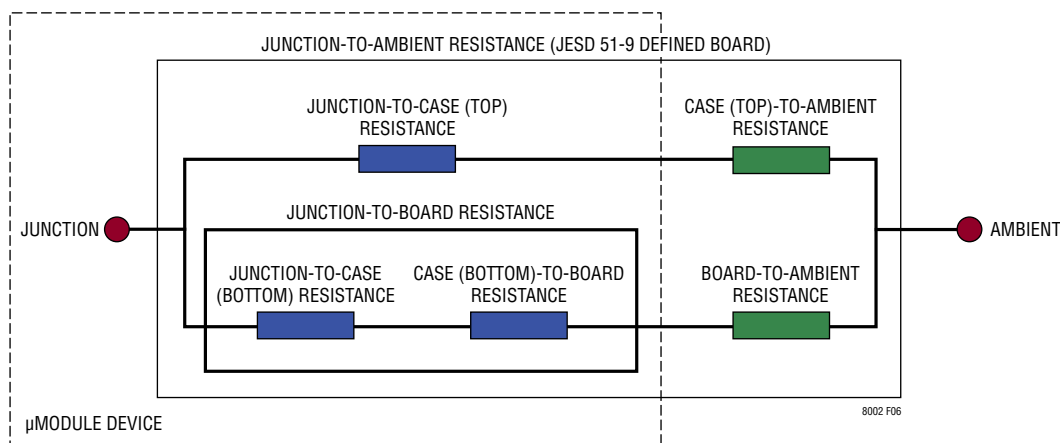 JUNCTION-TO-AMBIENT RESISTANCE (JESD 51-9 DEFINED BOARD)
JUNCTION-TO-CASE (TOP)
RESISTANCE
CASE (TOP)-TO-AMBIENT
RESISTANCE
JUNCTION-TO-BOARD RESISTANCE
JUNCTION
AMBIENT
JUNCTION-TO-CASE
(BOTTOM) RESISTANCE
CASE (BOTTOM)-TO-BOARD
RESISTANCE
BOARD-TO-AMBIENT
RESISTANCE
8002 F06
µMODULE DEVICE